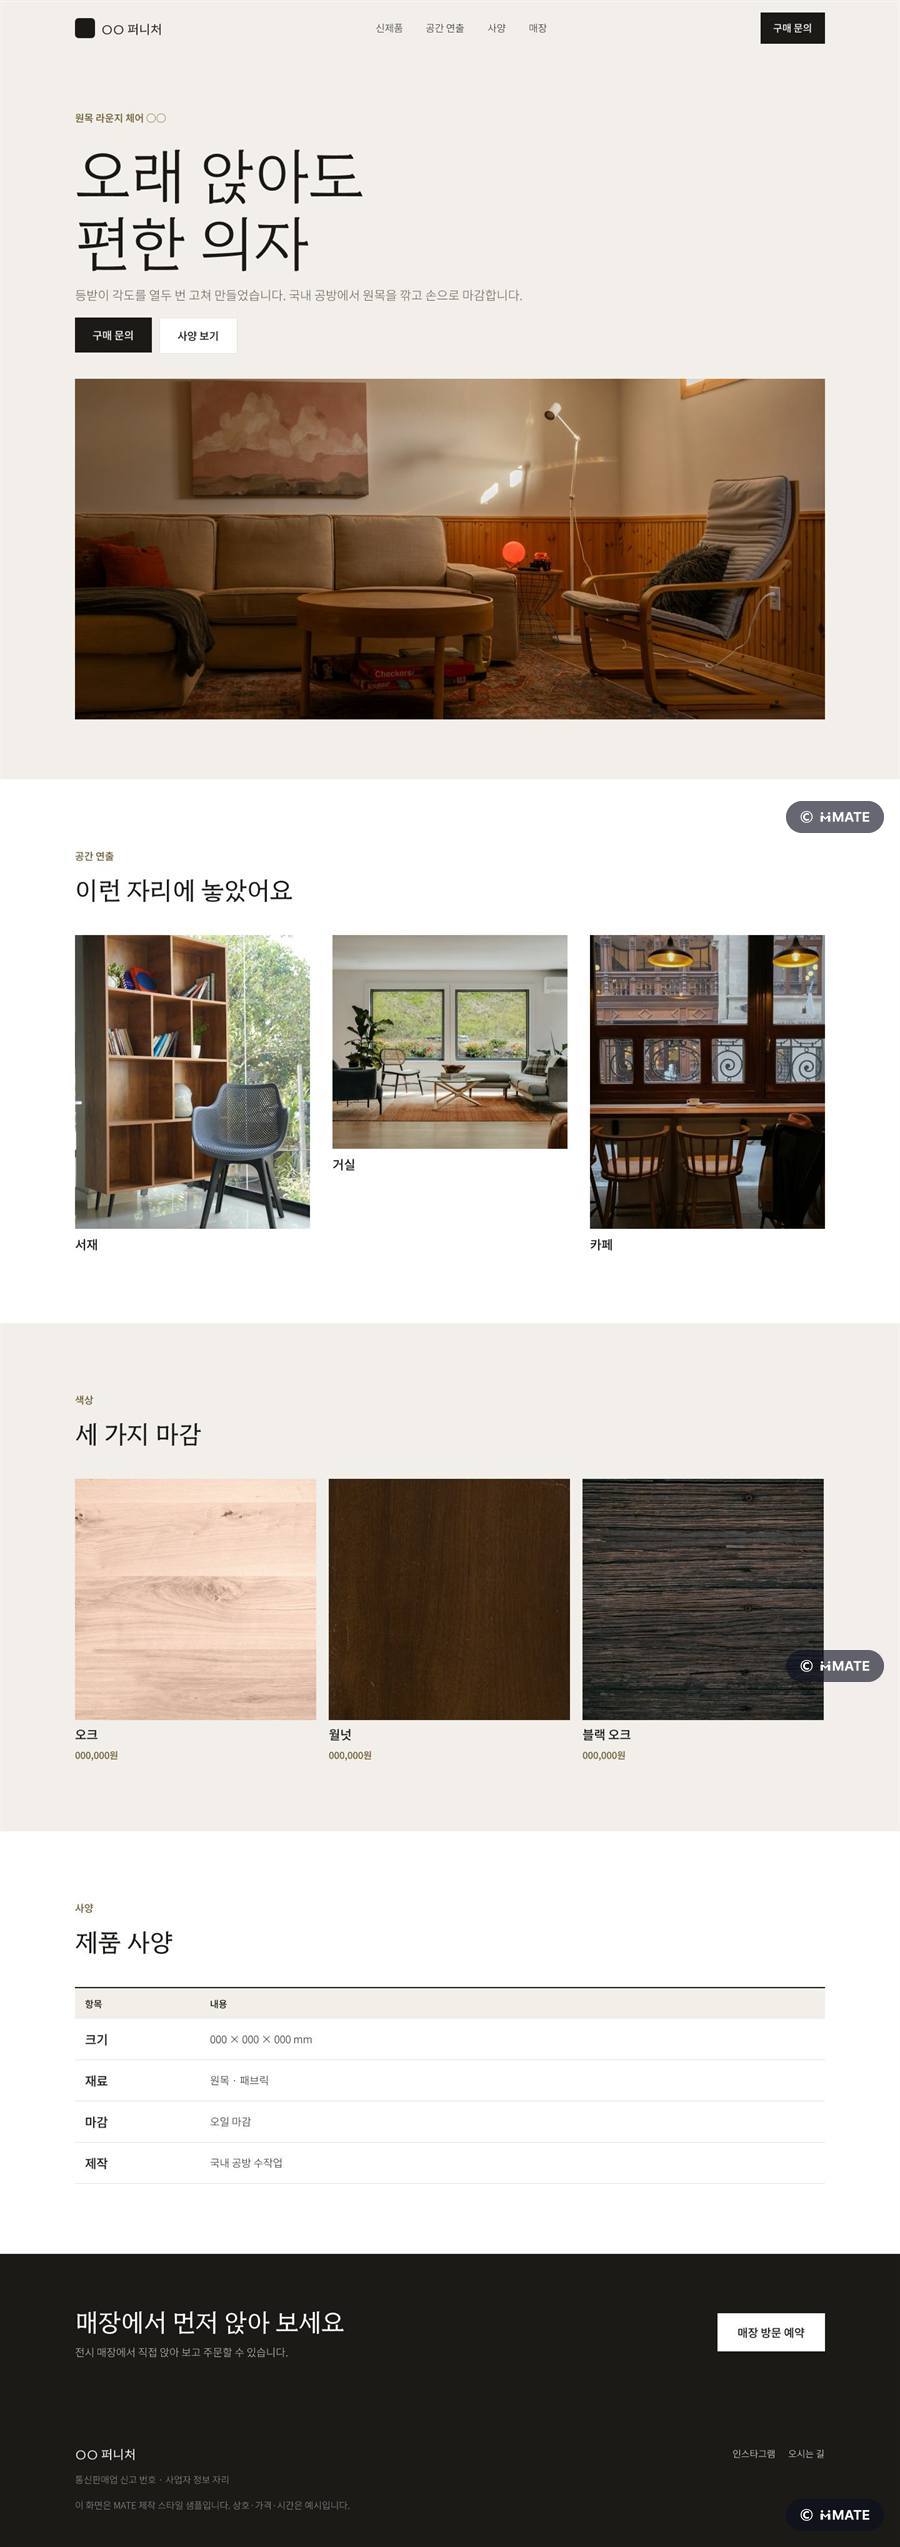 ○○ 퍼니처
신제품 공간 연출 사양 매장
구매 문의
원목 라운지 체어 ○○
오래 앉아도
편한 의자
등받이 각도를 열두 번 고쳐 만들었습니다. 국내 공방에서 원목을 깎고 손으로 마감합니다.
구매 문의
사양 보기
Checkers
© MATE
공간 연출
이런 자리에 놓았어요
서재
거실
카페
색상
세 가지 마감
© MATE
오크
000,000원
월넛
000,000원
블랙 오크
000,000원
사양
제품 사양
항목 내용
크기 000 × 000 × 000 mm
재료 원목 · 패브릭
마감 오일 마감
제작 국내 공방 수작업
매장에서 먼저 앉아 보세요
전시 매장에서 직접 앉아 보고 주문할 수 있습니다.
매장 방문 예약
○○ 퍼니처
인스타그램 오시는 길
통신판매업 신고 번호 · 사업자 정보 자리
이 화면은 MATE 제작 스타일 샘플입니다. 상호·가격·시간은 예시입니다.
© MATE